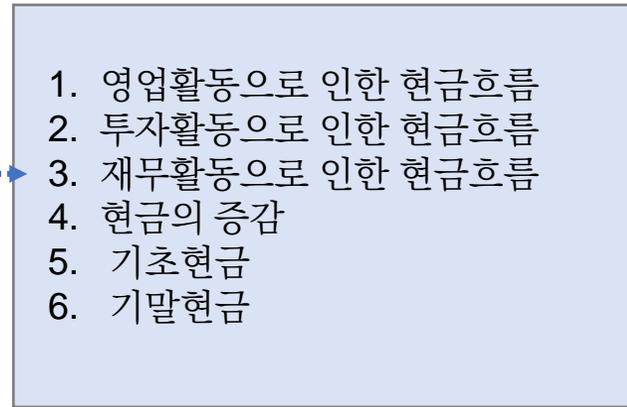 1. 영업활동으로 인한 현금흐름
2. 투자활동으로 인한 현금흐름
3. 재무활동으로 인한 현금흐름
4. 현금의 증감
5. 기초현금
6. 기말현금